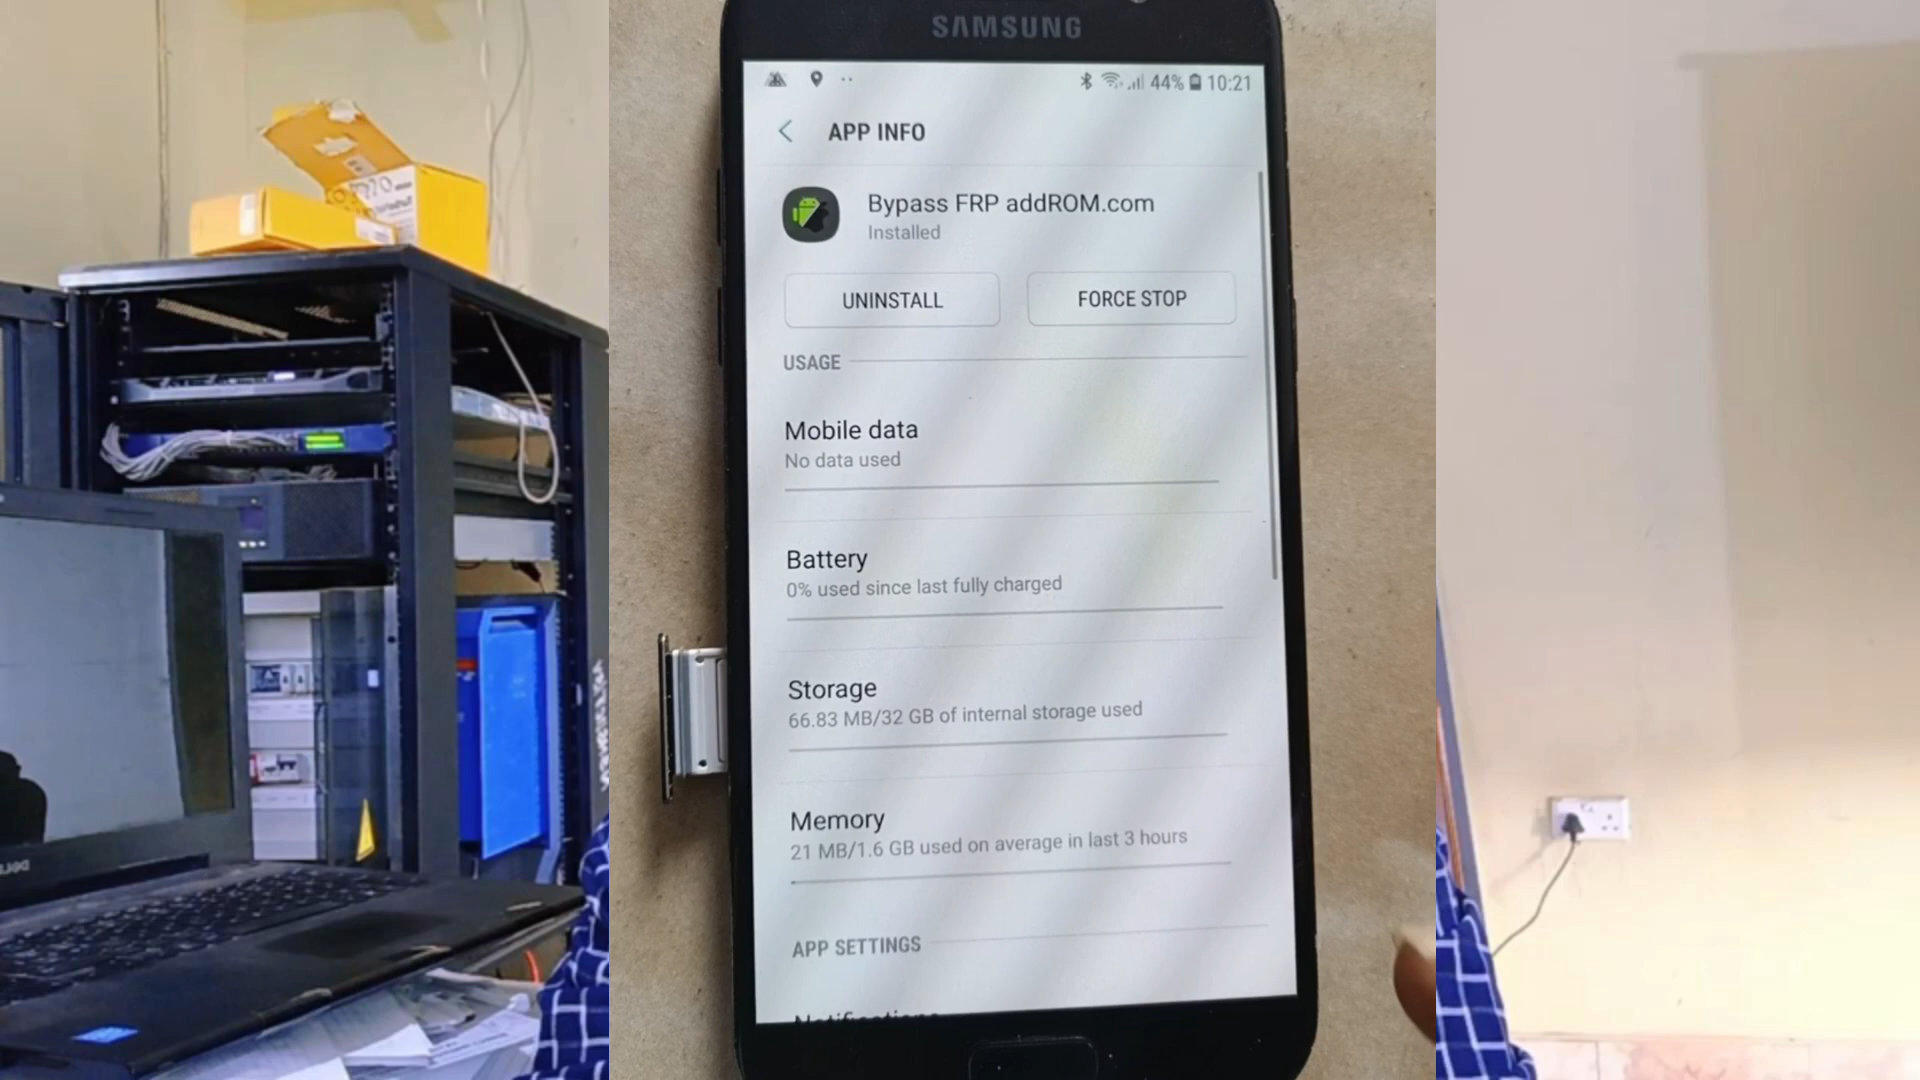 SAMSUNG
44% 10:21
APP INFO
Bypass FRP addROM.com
Installed
UNINSTALL
FORCE STOP
USAGE
Mobile data
No data used
Battery
0% used since last fully charged
Storage
66.83 MB/32 GB of internal storage used
Memory
21 MB/1.6 GB used on average in last 3 hours
APP SETTINGS
Notifications
DELL